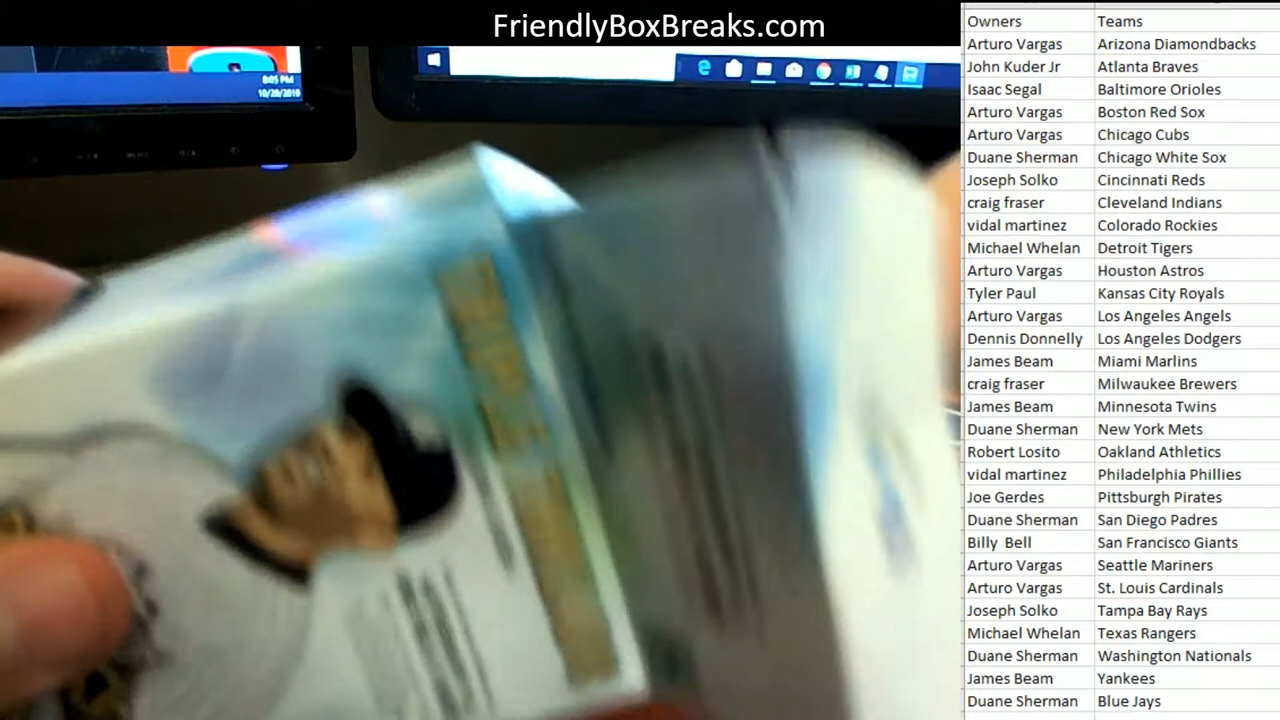 FriendlyBoxBreaks.com
8:05 PM
10/28/2019
Owners Teams
Arturo Vargas Arizona Diamondbacks
John Kuder Jr Atlanta Braves
Isaac Segal Baltimore Orioles
Arturo Vargas Boston Red Sox
Arturo Vargas Chicago Cubs
Duane Sherman Chicago White Sox
Joseph Solko Cincinnati Reds
craig fraser Cleveland Indians
vidal martinez Colorado Rockies
Michael Whelan Detroit Tigers
Arturo Vargas Houston Astros
Tyler Paul Kansas City Royals
Arturo Vargas Los Angeles Angels
Dennis Donnelly Los Angeles Dodgers
James Beam Miami Marlins
craig fraser Milwaukee Brewers
James Beam Minnesota Twins
Duane Sherman New York Mets
Robert Losito Oakland Athletics
vidal martinez Philadelphia Phillies
Joe Gerdes Pittsburgh Pirates
Duane Sherman San Diego Padres
Billy Bell San Francisco Giants
Arturo Vargas Seattle Mariners
Arturo Vargas St. Louis Cardinals
Joseph Solko Tampa Bay Rays
Michael Whelan Texas Rangers
Duane Sherman Washington Nationals
James Beam Yankees
Duane Sherman Blue Jays